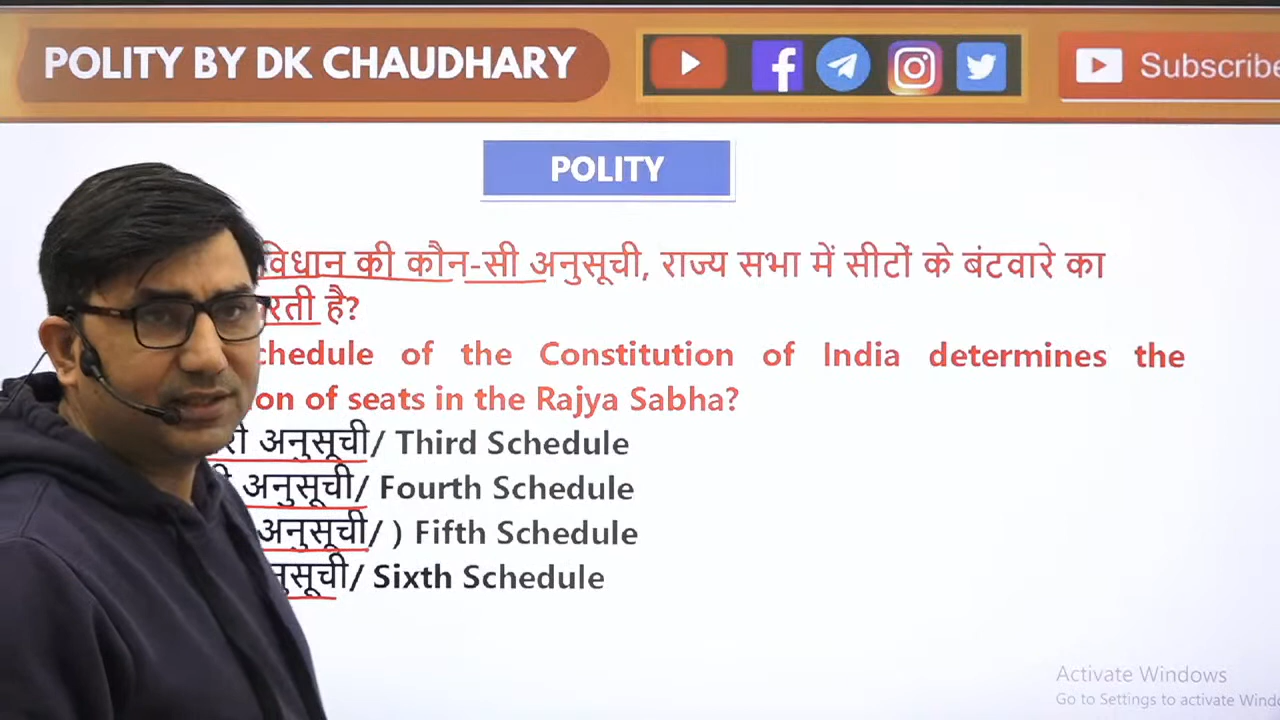 POLITY BY DK CHAUDHARY
Subscribe
POLITY
विधान की कौन-सी अनुसूची, राज्य सभा में सीटों के बंटवारे का
रती है?
chedule of the Constitution of India determines the
ion of seats in the Rajya Sabha?
री अनुसूची/ Third Schedule
अनुसूची/ Fourth Schedule
अनुसूची/ ) Fifth Schedule
नुसूची/ Sixth Schedule
Activate Windows
Go to Settings to activate Windo